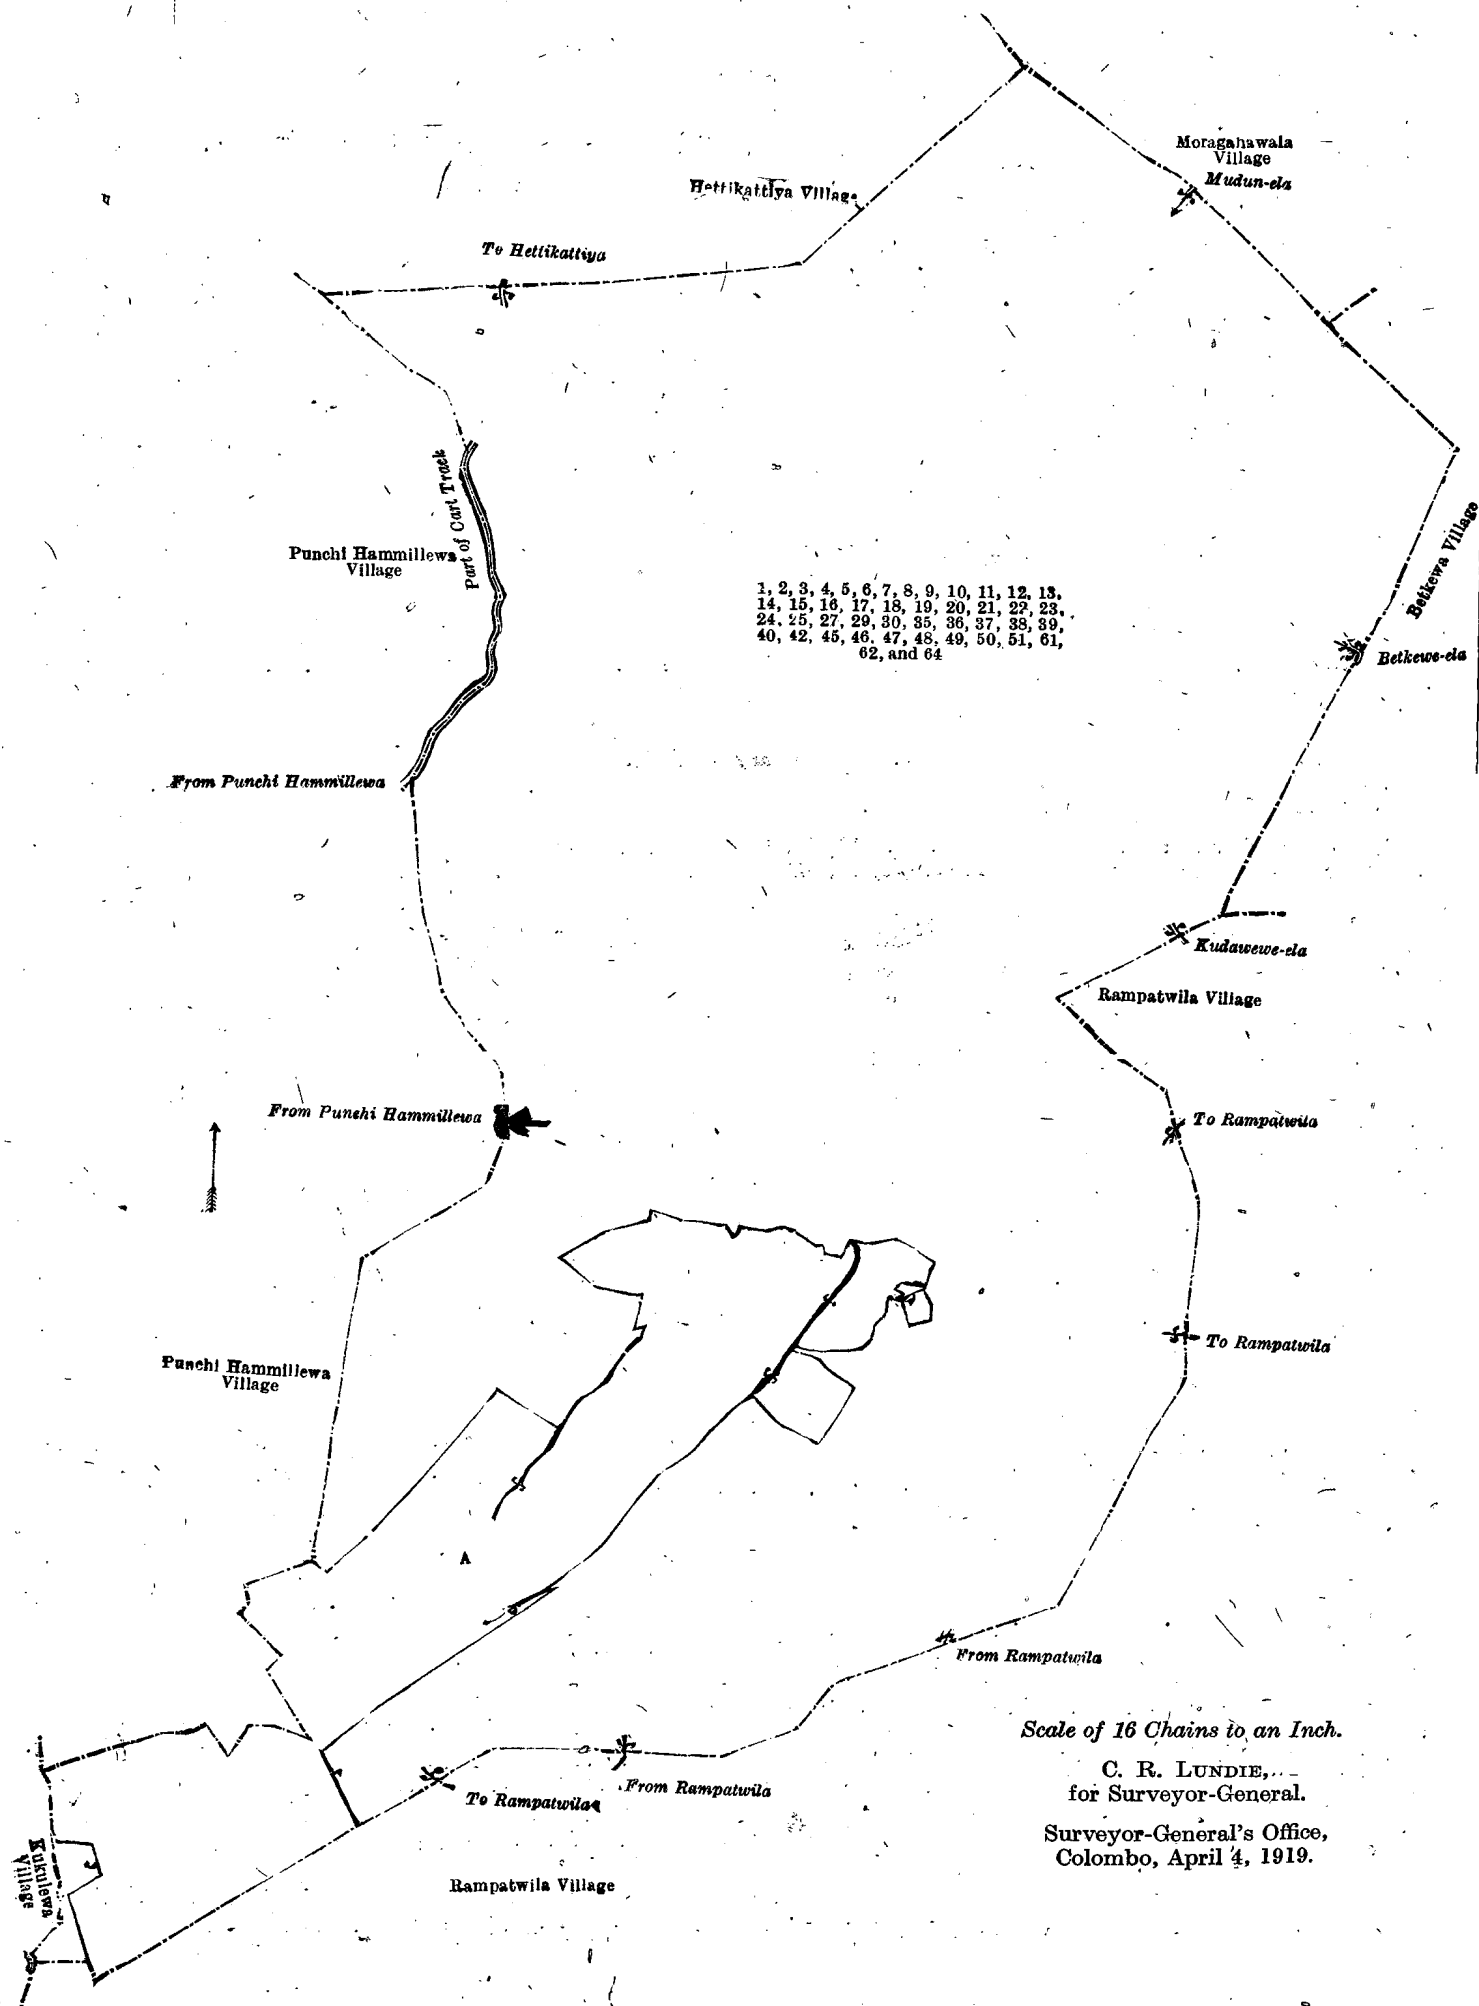 Moragahawala
Village
Mudun-ela
Hettikattiya Village
To Hettikattiya
Part of Cart Track
Punchi Hammillewa
Village
Betkewa Village
1, 2, 3, 4, 5, 6, 7, 8, 9, 10, 11, 12, 13,
14, 15, 16, 17, 18, 19, 20, 21, 22, 23,
24, 25, 27, 29, 30, 35, 36, 37, 38, 39,
40, 42, 45, 46, 47, 48, 49, 50, 51, 61,
62, and 64
Betkewe-ela
From Punchi Hammillewa
Kudawewe-ela
Rampatwila Village
From Punchi Hammillewa
To Rampatwila
To Rampatwila
Punchi Hammillewa
Village
A
From Rampatwila
Scale of 16 Chains to an Inch.
C. R. LUNDIE,
for Surveyor-General.
To Rampatwila
From Rampatwila
Surveyor-General's Office,
Colombo, April 4, 1919.
Kukulewa
Village
Rampatwila Village